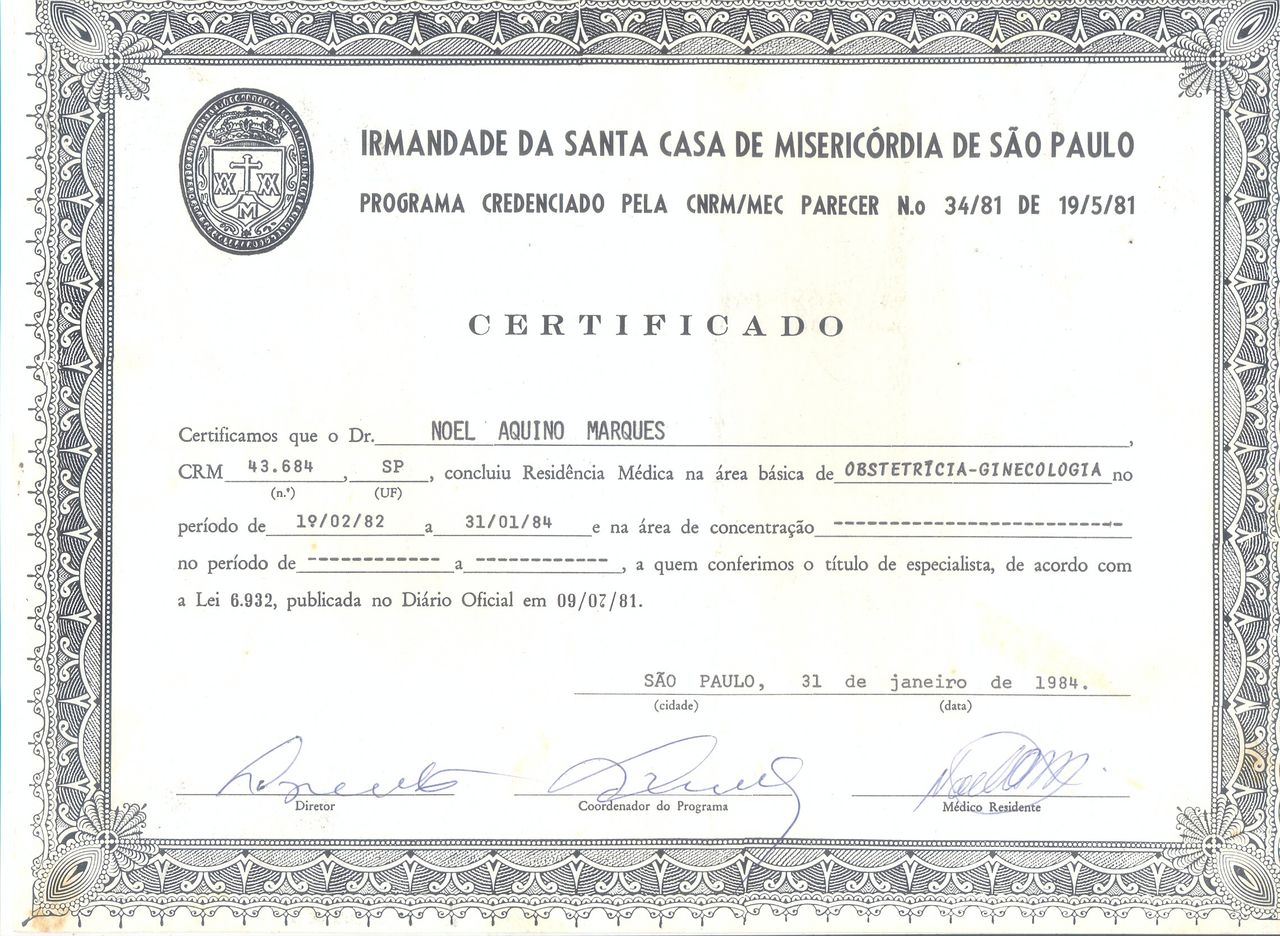 IRMANDADE DA SANTA CASA DE MISERICÓRDIA DE SÃO PAULO
PROGRAMA CREDENCIADO PELA CNRM/MEC PARECER N.o 34/81 DE 19/5/81
XX XX
M
CERTIFICADO
Certificamos que o Dr. NOEL AQUINO MARQUES,
CRM 43.684, SP, concluiu Residência Médica na área básica de OBSTETRÍCIA-GINECOLOGIA no
(n.º) (UF)
período de 19/02/82 a 31/01/84 e na área de concentração ---------------------------
no período de ------------ a ------------, a quem conferimos o título de especialista, de acordo com
a Lei 6.932, publicada no Diário Oficial em 09/07/81.
SÃO PAULO, 31 de janeiro de 1984.
(cidade) (data)
Diretor Coordenador do Programa Médico Residente